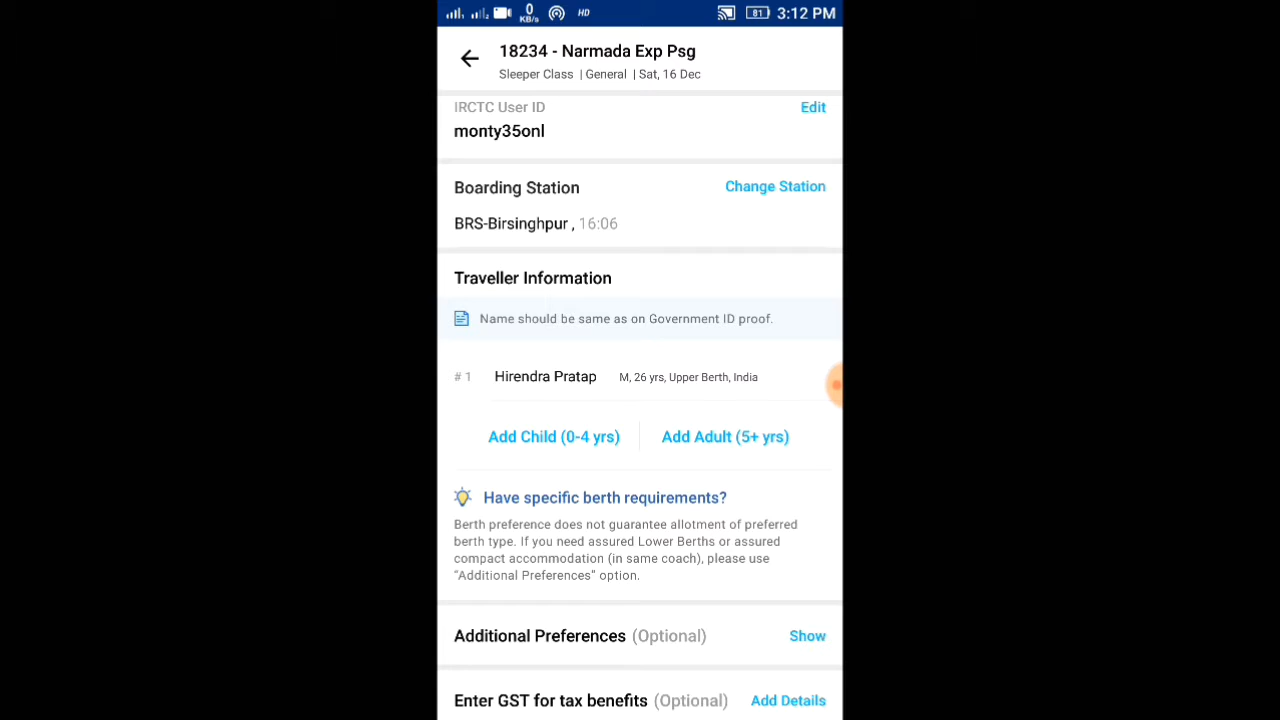 0 KB/s HD 81 3:12 PM
18234 - Narmada Exp Psg
Sleeper Class | General | Sat, 16 Dec
IRCTC User ID Edit
monty35onl
Boarding Station Change Station
BRS-Birsinghpur , 16:06
Traveller Information
Name should be same as on Government ID proof.
# 1 Hirendra Pratap M, 26 yrs, Upper Berth, India
Add Child (0-4 yrs) Add Adult (5+ yrs)
Have specific berth requirements?
Berth preference does not guarantee allotment of preferred
berth type. If you need assured Lower Berths or assured
compact accommodation (in same coach), please use
“Additional Preferences” option.
Additional Preferences (Optional) Show
Enter GST for tax benefits (Optional) Add Details